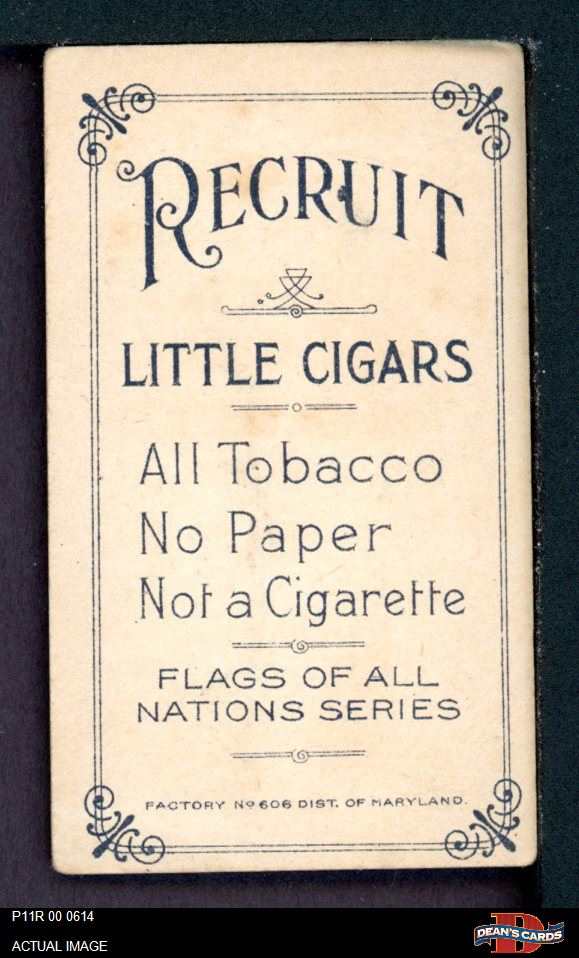 RECRUIT
LITTLE CIGARS
All Tobacco
No Paper
Not a Cigarette
FLAGS OF ALL
NATIONS SERIES
FACTORY Nº 606 DIST. OF MARYLAND.
P11R 00 0614
ACTUAL IMAGE
D
DEAN'S CARDS